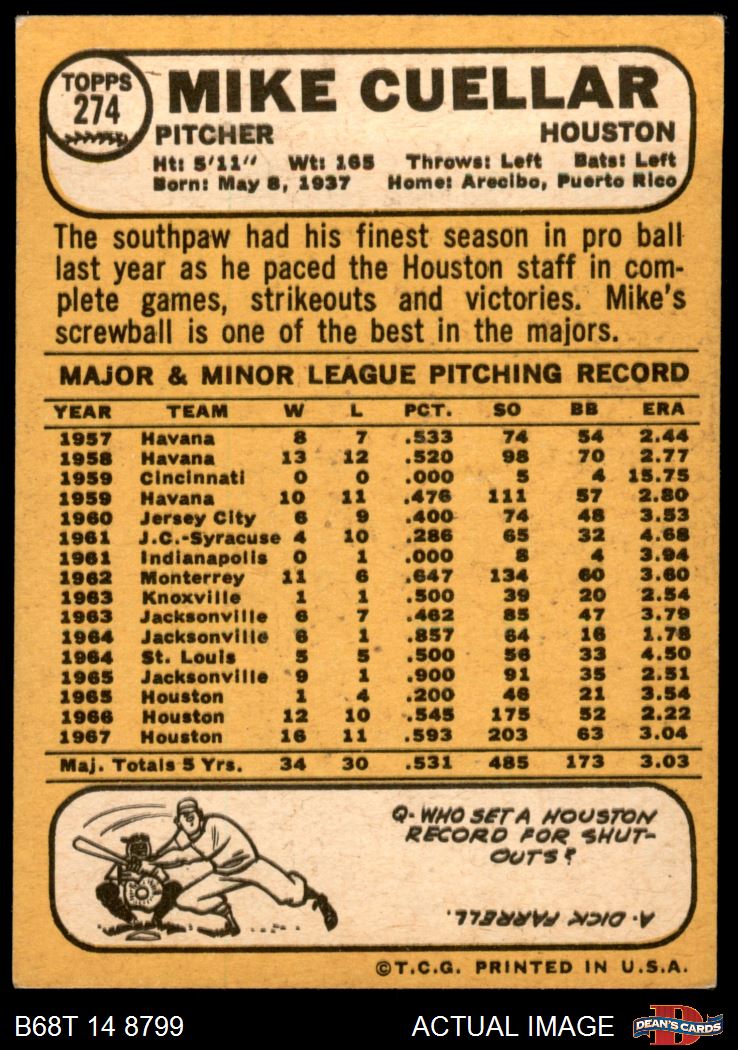 TOPPS
274
MIKE CUELLAR
PITCHER HOUSTON
Ht: 5'11" Wt: 165 Throws: Left Bats: Left
Born: May 8, 1937 Home: Arecibo, Puerto Rico
The southpaw had his finest season in pro ball
last year as he paced the Houston staff in com-
plete games, strikeouts and victories. Mike's
screwball is one of the best in the majors.
MAJOR & MINOR LEAGUE PITCHING RECORD
YEAR TEAM W L PCT. SO BB ERA
1957 Havana 8 7 .533 74 54 2.44
1958 Havana 13 12 .520 98 70 2.77
1959 Cincinnati 0 0 .000 5 4 15.75
1959 Havana 10 11 .476 111 57 2.80
1960 Jersey City 6 9 .400 74 48 3.53
1961 J.C.-Syracuse 4 10 .286 65 32 4.68
1961 Indianapolis 0 1 .000 8 4 3.94
1962 Monterrey 11 6 .647 134 60 3.60
1963 Knoxville 1 1 .500 39 20 2.54
1963 Jacksonville 6 7 .462 85 47 3.79
1964 Jacksonville 6 1 .857 64 16 1.78
1964 St. Louis 5 5 .500 56 33 4.50
1965 Jacksonville 9 1 .900 91 35 2.51
1965 Houston 1 4 .200 46 21 3.54
1966 Houston 12 10 .545 175 52 2.22
1967 Houston 16 11 .593 203 63 3.04
Maj. Totals 5 Yrs. 34 30 .531 485 173 3.03
Q- WHO SET A HOUSTON
RECORD FOR SHUT-
OUTS?
A. DICK FARRELL.
©T.C.G. PRINTED IN U.S.A.
B68T 14 8799 ACTUAL IMAGE
D
DEAN'S CARDS